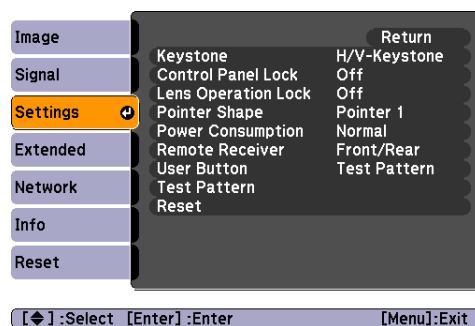 Image
Signal
Settings
Extended
Network
Info
Reset
Return
Keystone H/V-Keystone
Control Panel Lock Off
Lens Operation Lock Off
Pointer Shape Pointer 1
Power Consumption Normal
Remote Receiver Front/Rear
User Button Test Pattern
Test Pattern
Reset
[◆] :Select [Enter] :Enter [Menu]:Exit